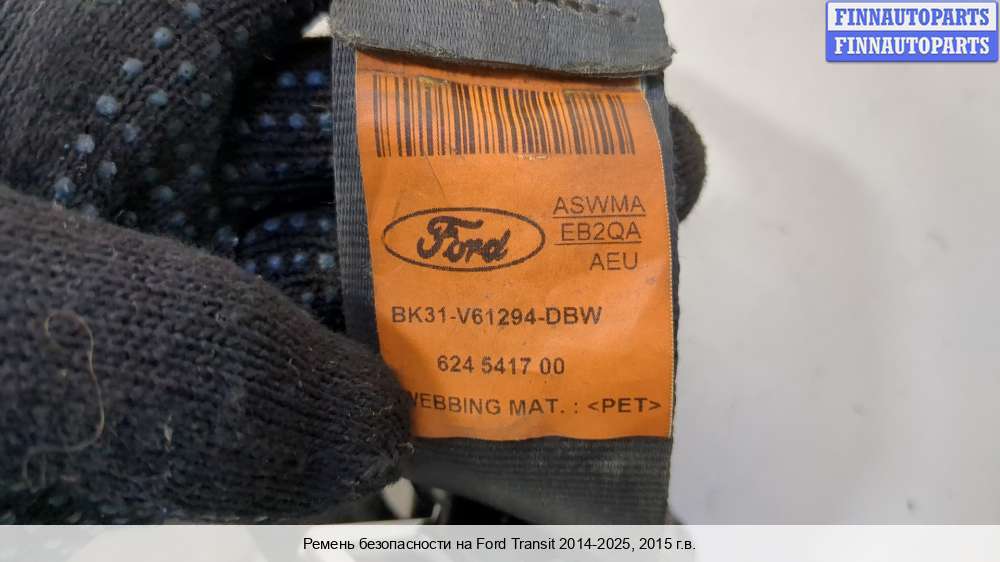 FINNAUTOPARTS
FINNAUTOPARTS
ASWMA
EB2QA
AEU
Ford
BK31-V61294-DBW
624 5417 00
WEBBING MAT. : <PET>
Ремень безопасности на Ford Transit 2014-2025, 2015 г.в.